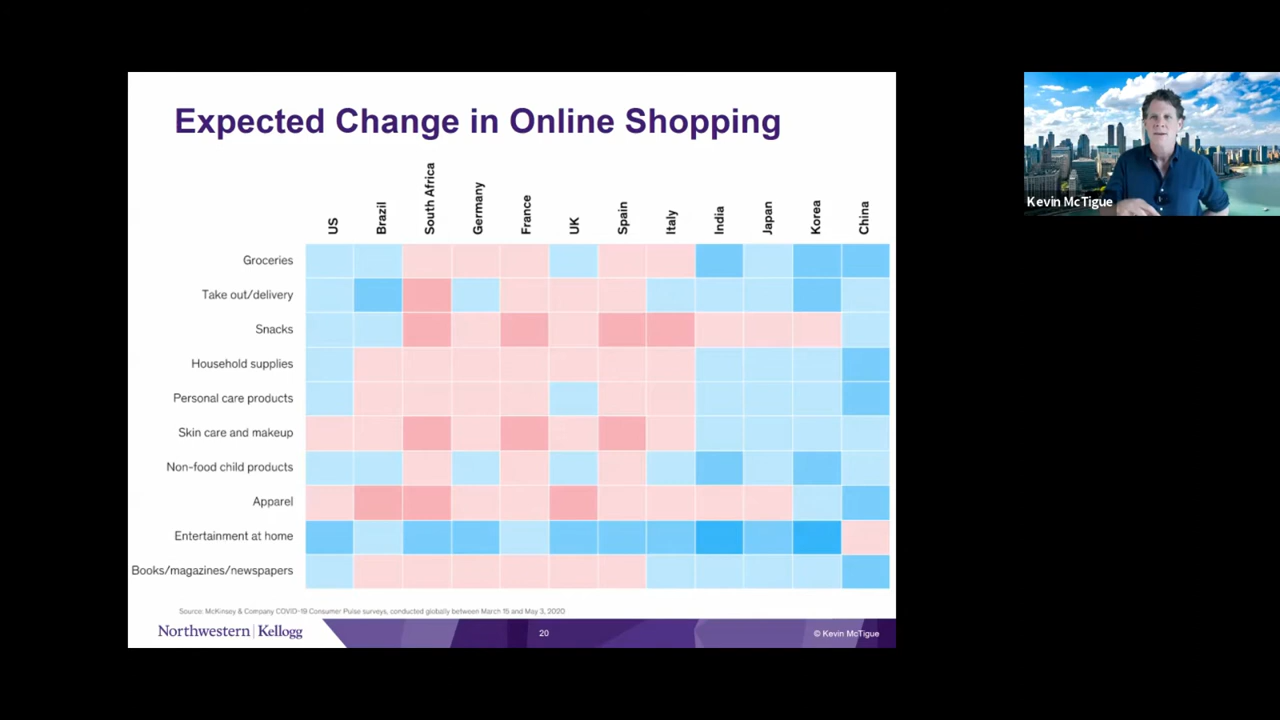 Expected Change in Online Shopping
US
Brazil
South Africa
Germany
France
UK
Spain
Italy
India
Japan
Korea
China
Groceries
Take out/delivery
Snacks
Household supplies
Personal care products
Skin care and makeup
Non-food child products
Apparel
Entertainment at home
Books/magazines/newspapers
Source: McKinsey & Company COVID-19 Consumer Pulse surveys, conducted globally between March 15 and May 3, 2020
Northwestern | Kellogg
20
© Kevin McTigue
Kevin McTigue